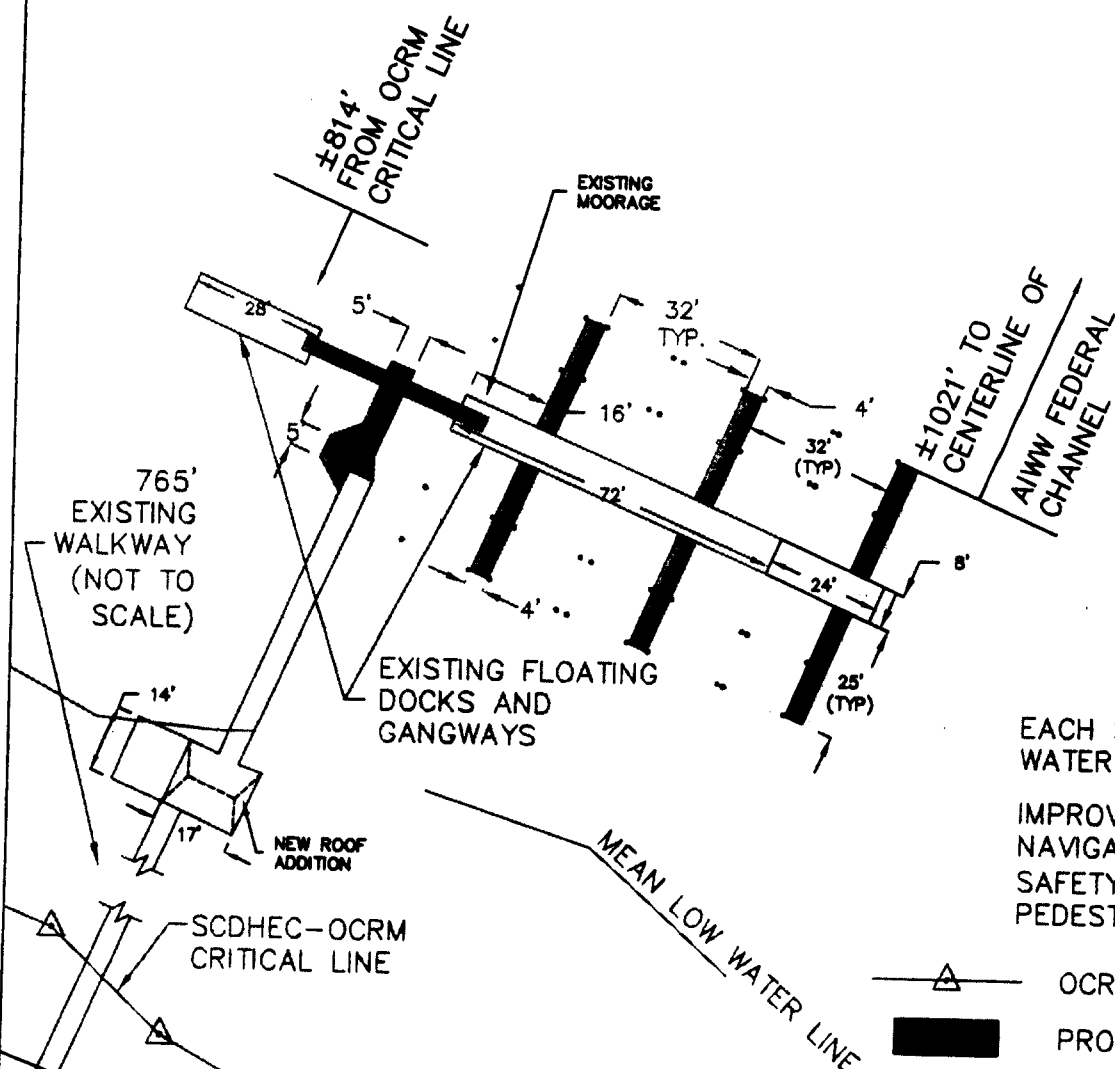 ±814'
FROM OCRM
CRITICAL LINE
EXISTING
MOORAGE
28'
5'
32'
TYP.
16'
4'
32'
(TYP)
±1021' TO
CENTERLINE OF
AIWW FEDERAL
CHANNEL
5'
72'
765'
EXISTING
WALKWAY
(NOT TO
SCALE)
24'
8'
4'
25'
(TYP)
EXISTING FLOATING
DOCKS AND
GANGWAYS
14'
17'
NEW ROOF
ADDITION
EACH
WATER
IMPROV
NAVIGA
SAFETY
PEDEST
MEAN LOW WATER LINE
SCDHEC-OCRM
CRITICAL LINE
OCR
PRO